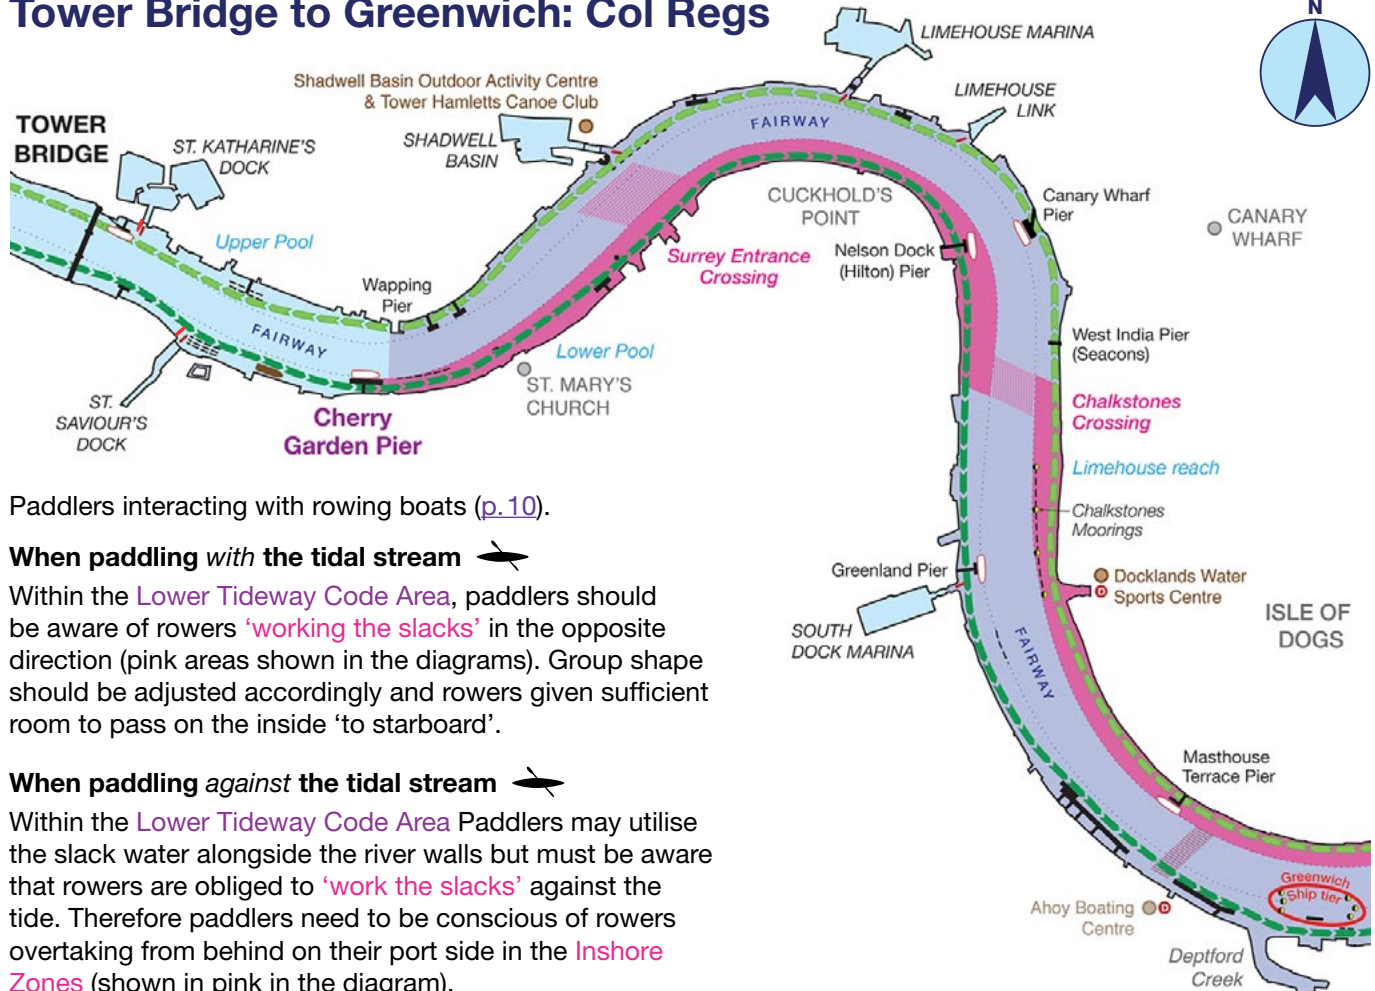 Tower Bridge to Greenwich: Col Regs
N
LIMEHOUSE MARINA
Shadwell Basin Outdoor Activity Centre
& Tower Hamletts Canoe Club
LIMEHOUSE
LINK
TOWER
BRIDGE
ST. KATHARINE'S
DOCK
SHADWELL
BASIN
FAIRWAY
CUCKHOLD'S
POINT
Canary Wharf
Pier
CANARY
WHARF
Upper Pool
Surrey Entrance
Crossing
Nelson Dock
(Hilton) Pier
Wapping
Pier
FAIRWAY
West India Pier
(Seacons)
Lower Pool
ST. MARY'S
CHURCH
ST.
SAVIOUR'S
DOCK
Cherry
Garden Pier
Chalkstones
Crossing
Limehouse reach
Chalkstones
Moorings
Greenland Pier
Docklands Water
D Sports Centre
SOUTH
DOCK MARINA
ISLE OF
DOGS
FAIRWAY
Masthouse
Terrace Pier
Greenwich
Ship tier
Ahoy Boating D
Centre
Deptford
Creek
Paddlers interacting with rowing boats (p.10).
When paddling with the tidal stream
Within the Lower Tideway Code Area, paddlers should
be aware of rowers ‘working the slacks’ in the opposite
direction (pink areas shown in the diagrams). Group shape
should be adjusted accordingly and rowers given sufficient
room to pass on the inside ‘to starboard’.
When paddling against the tidal stream
Within the Lower Tideway Code Area Paddlers may utilise
the slack water alongside the river walls but must be aware
that rowers are obliged to ‘work the slacks’ against the
tide. Therefore paddlers need to be conscious of rowers
overtaking from behind on their port side in the Inshore
Zones (shown in pink in the diagram).